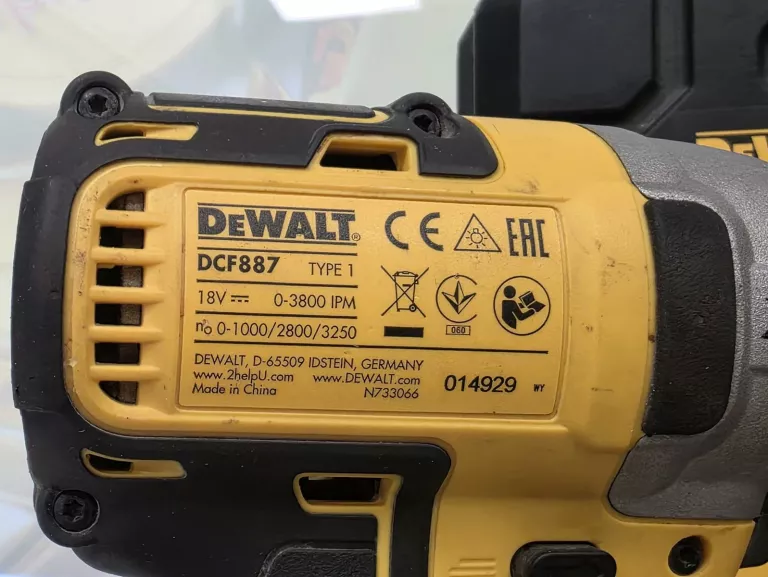 DEWALT®
DCF887 TYPE 1
18V ⎓ 0-3800 IPM
n₀ 0-1000/2800/3250
CE EAC
060
DEWALT, D-65509 IDSTEIN, GERMANY
www.2helpU.com www.DEWALT.com
Made in China N733066
014929 WY